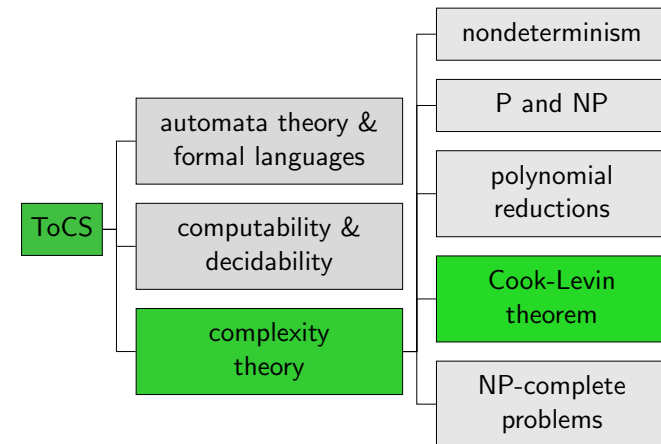 ToCS
automata theory &
formal languages
computability &
decidability
complexity
theory
nondeterminism
P and NP
polynomial
reductions
Cook-Levin
theorem
NP-complete
problems